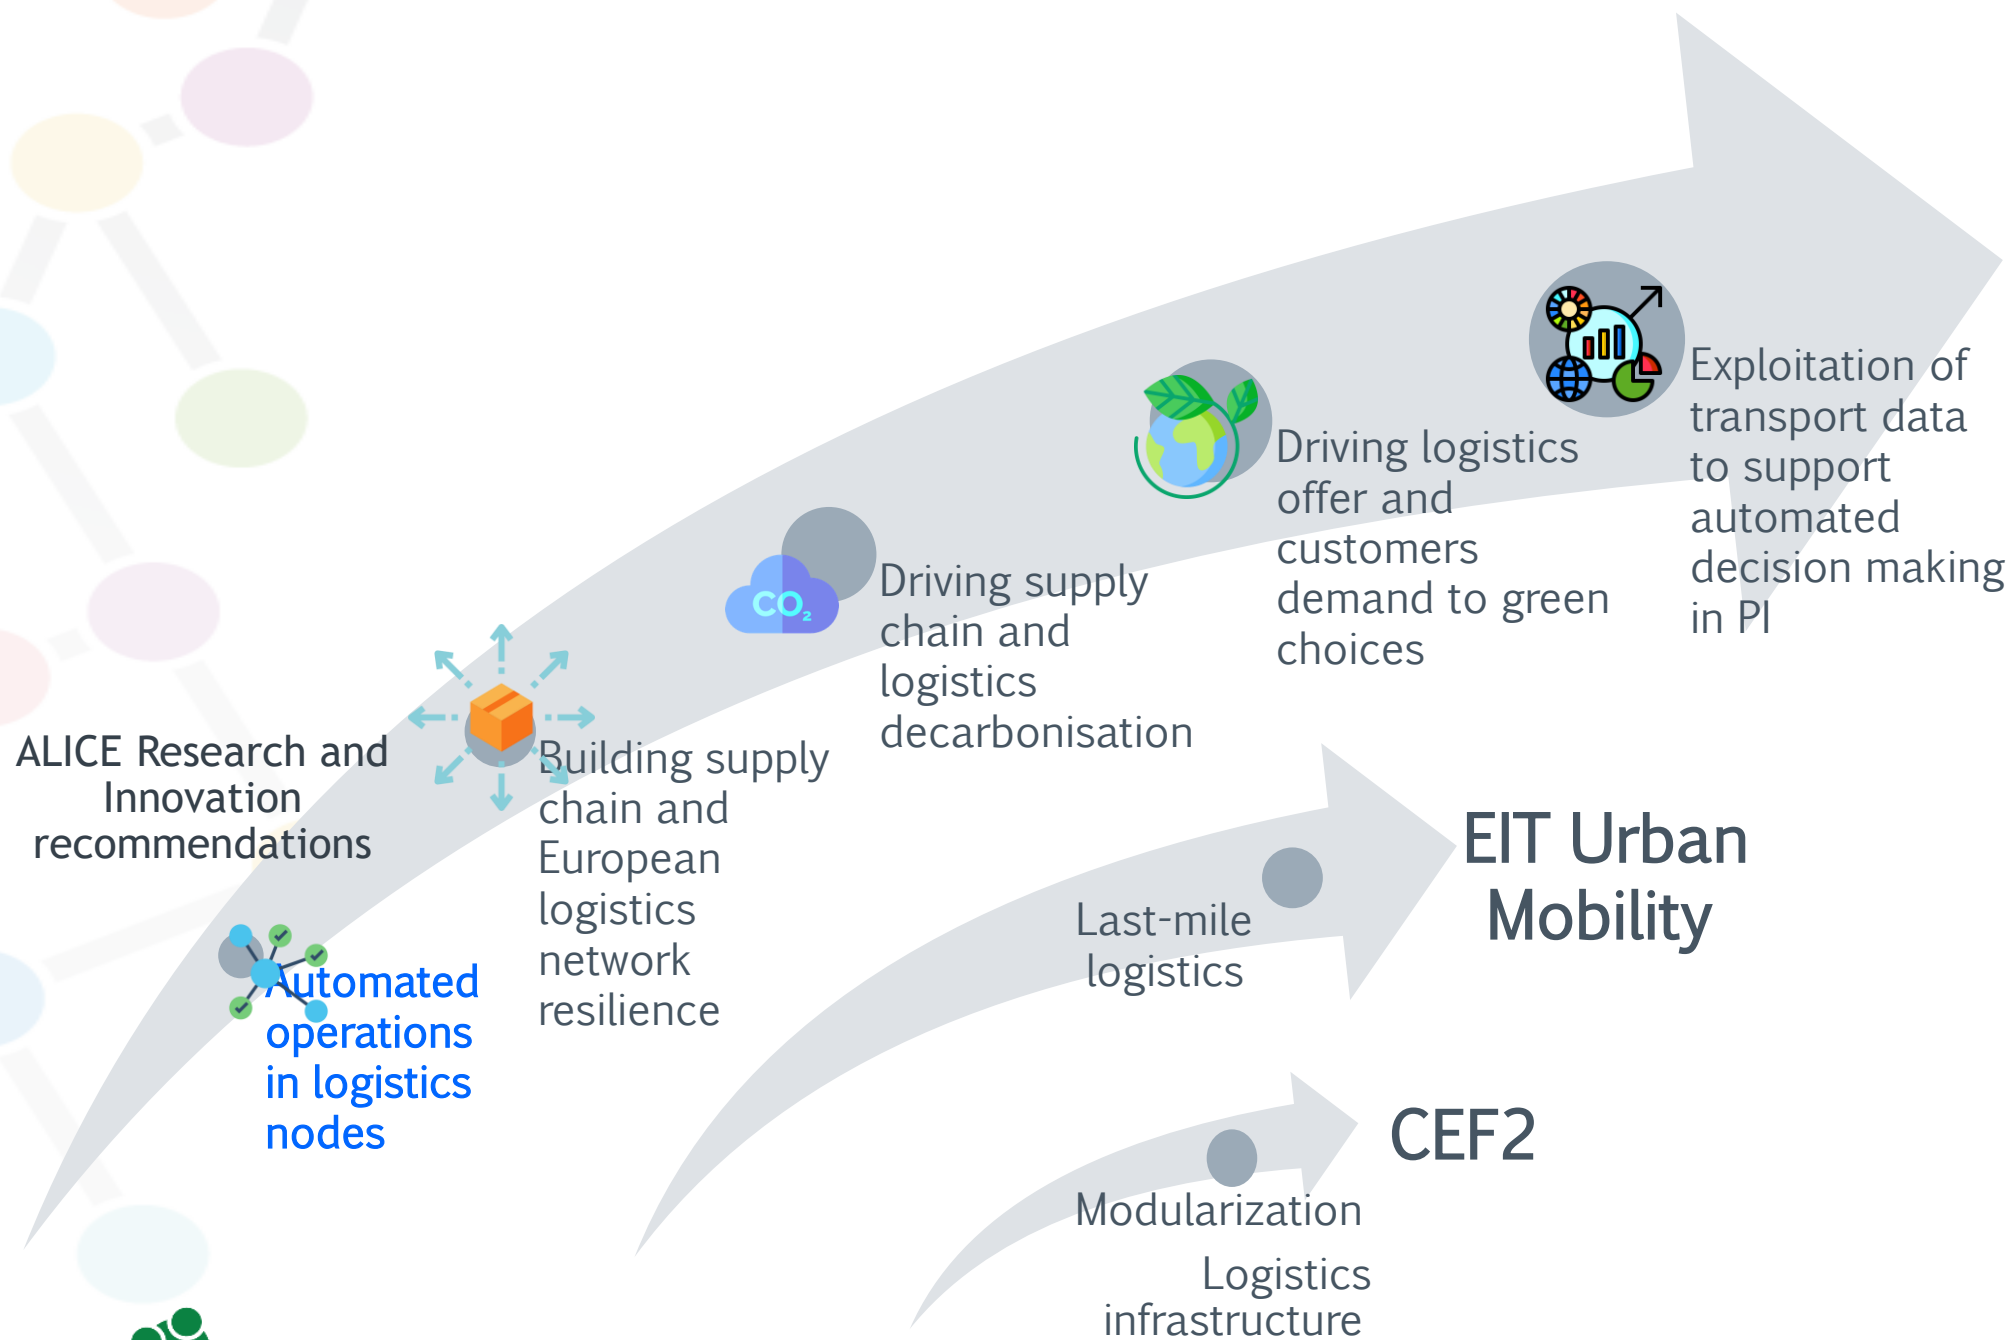 ALICE Research and
Innovation
recommendations
Automated
operations
in logistics
nodes
Building supply
chain and
European
logistics
network
resilience
CO₂
Driving supply
chain and
logistics
decarbonisation
Driving logistics
offer and
customers
demand to green
choices
Exploitation of
transport data
to support
automated
decision making
in PI
Last-mile
logistics
EIT Urban
Mobility
Modularization
Logistics
infrastructure
CEF2